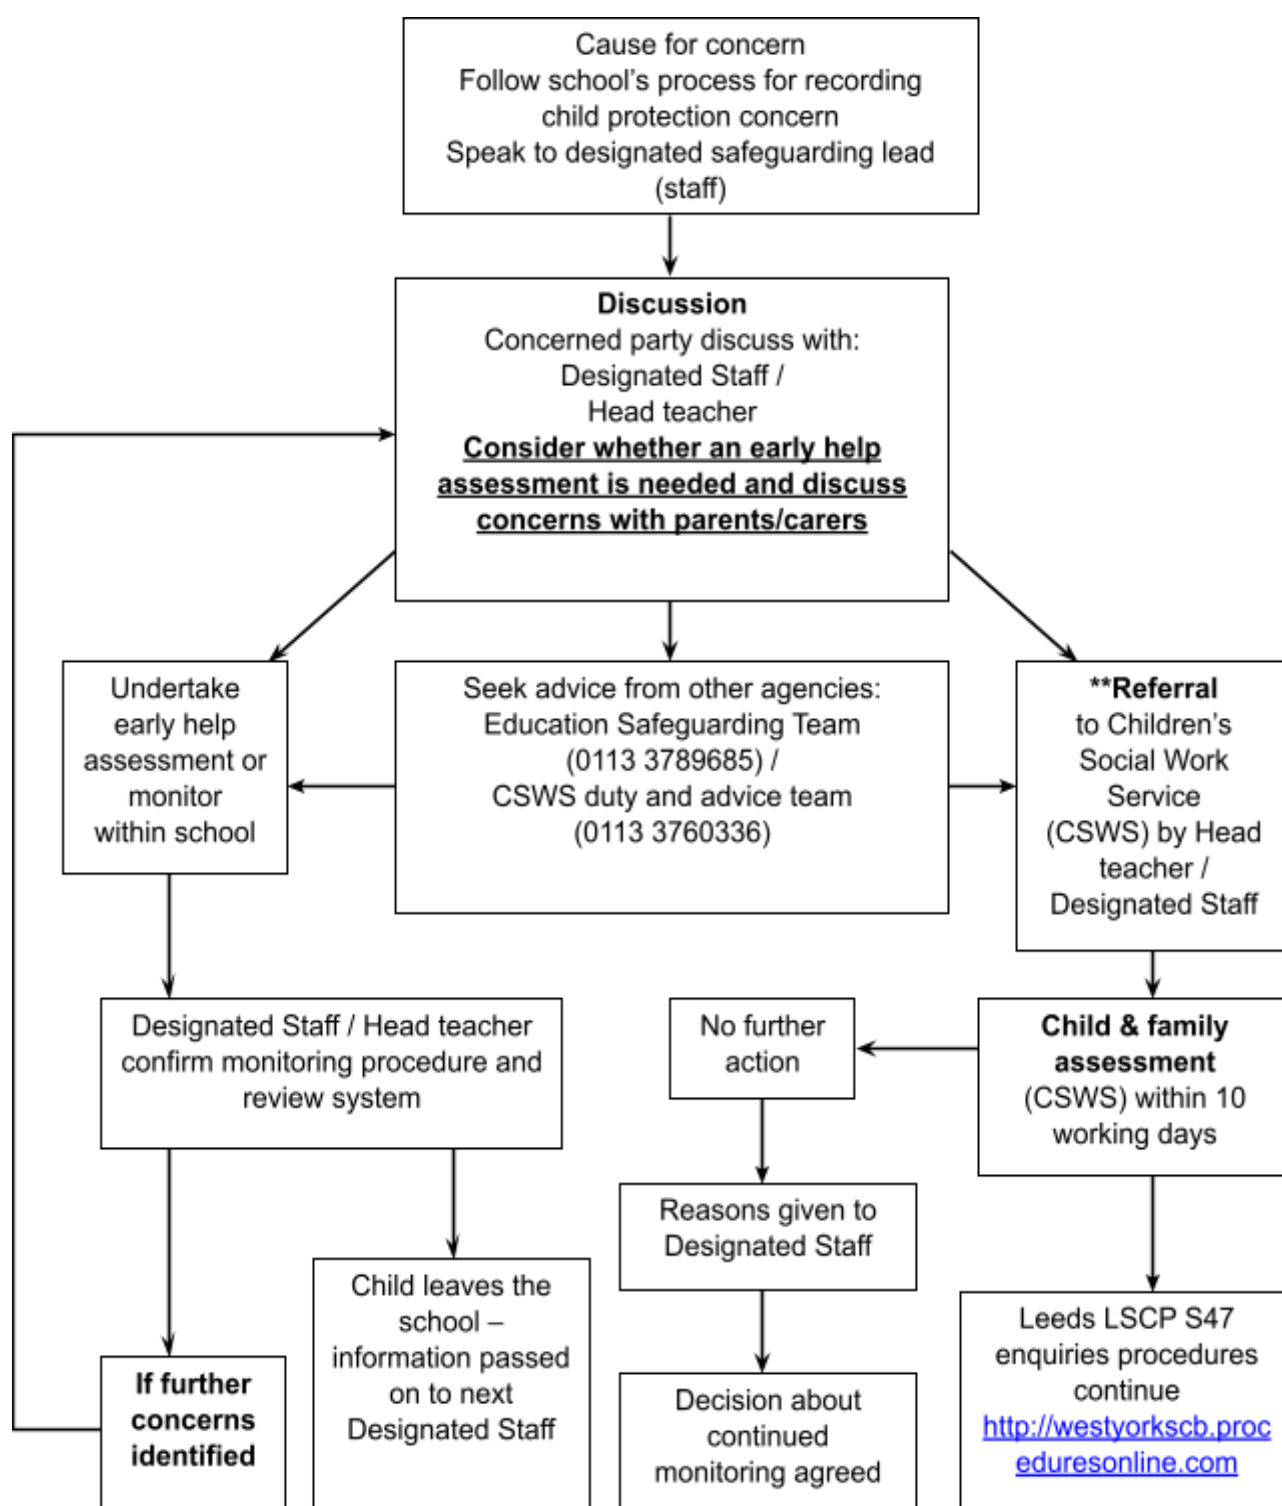 Cause for concern
Follow school’s process for recording
child protection concern
Speak to designated safeguarding lead
(staff)
Discussion
Concerned party discuss with:
Designated Staff /
Head teacher
Consider whether an early help
assessment is needed and discuss
concerns with parents/carers
Undertake
early help
assessment or
monitor
within school
Seek advice from other agencies:
Education Safeguarding Team
(0113 3789685) /
CSWS duty and advice team
(0113 3760336)
**Referral
to Children’s
Social Work
Service
(CSWS) by Head
teacher /
Designated Staff
Designated Staff / Head teacher
confirm monitoring procedure and
review system
No further
action
Child & family
assessment
(CSWS) within 10
working days
Reasons given to
Designated Staff
If further
concerns
identified
Child leaves the
school –
information passed
on to next
Designated Staff
Decision about
continued
monitoring agreed
Leeds LSCP S47
enquiries procedures
continue
http://westyorkscb.proc
eduresonline.com